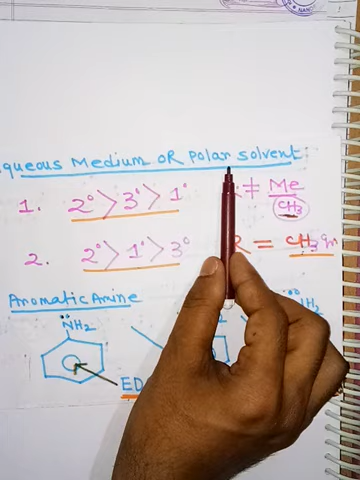 queous Medium OR Polar solvent
1. 2° > 3° > 1° ≠ Me
CH3
2. 2° > 1° > 3° R = CH3
Aromatic Amine
NH2 H2
ED